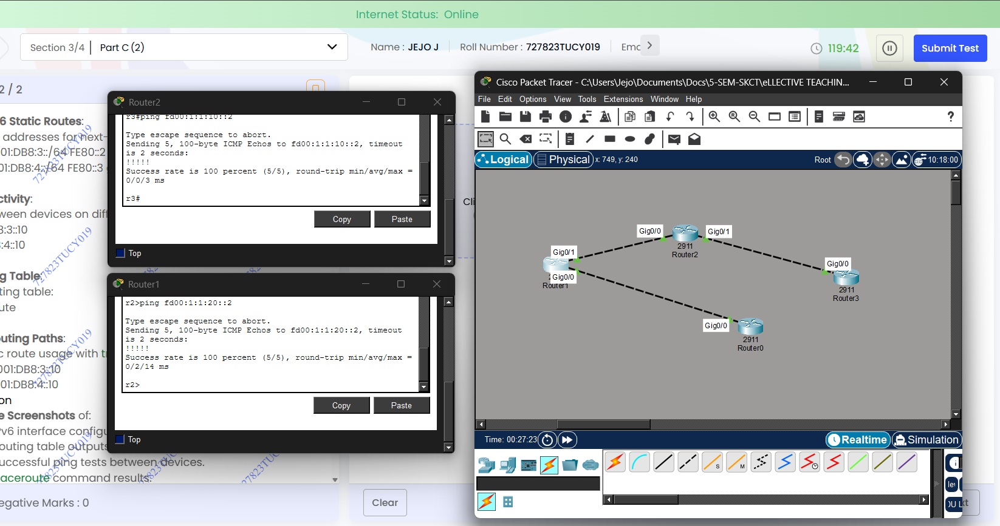 Internet Status: Online
Section 3/4 | Part C (2)
Name : JEJO J
Roll Number : 727823TUCY019
Ema
119:42
Submit Test
2 / 2
6 Static Routes:
addresses for next-
01:DB8:3::/64 FE80::2
01:DB8:4::/64 FE80::3
ctivity:
ween devices on diff
8:3::10
:4::10
g Table:
ting table:
ute
outing Paths:
c route usage with tr
001:DB8:3::10
01:DB8:4::10
on
e Screenshots of:
Pv6 interface configu
outing table outputs
uccessful ping tests between devices.
aceroute command results.
egative Marks : 0
727823TUCY019
727823TUCY019
727823TUCY019
727823TUCY019
727823TUCY019
727823TUCY019
Router2
r3#ping fd00:1:1:10::2
Type escape sequence to abort.
Sending 5, 100-byte ICMP Echos to fd00:1:1:10::2, timeout
is 2 seconds:
!!!!!
Success rate is 100 percent (5/5), round-trip min/avg/max =
0/0/3 ms
r3#
Copy
Paste
Top
Router1
r2>ping fd00:1:1:20::2
Type escape sequence to abort.
Sending 5, 100-byte ICMP Echos to fd00:1:1:20::2, timeout
is 2 seconds:
!!!!!
Success rate is 100 percent (5/5), round-trip min/avg/max =
0/2/14 ms
r2>
Copy
Paste
Top
Cli
Clear
Cisco Packet Tracer - C:\Users\Jejo\Documents\Docs\5-SEM-SKCT\eLLECTIVE TEACHIN...
File Edit Options View Tools Extensions Window Help
Logical
Physical
x: 749, y: 240
Root
10:18:00
Gig0/0
Gig0/1
2911
Router2
Gig0/1
Gig0/0
Router1
Gig0/0
2911
Router3
Gig0/0
2911
Router0
Time: 00:27:23
Realtime
Simulation
S
M